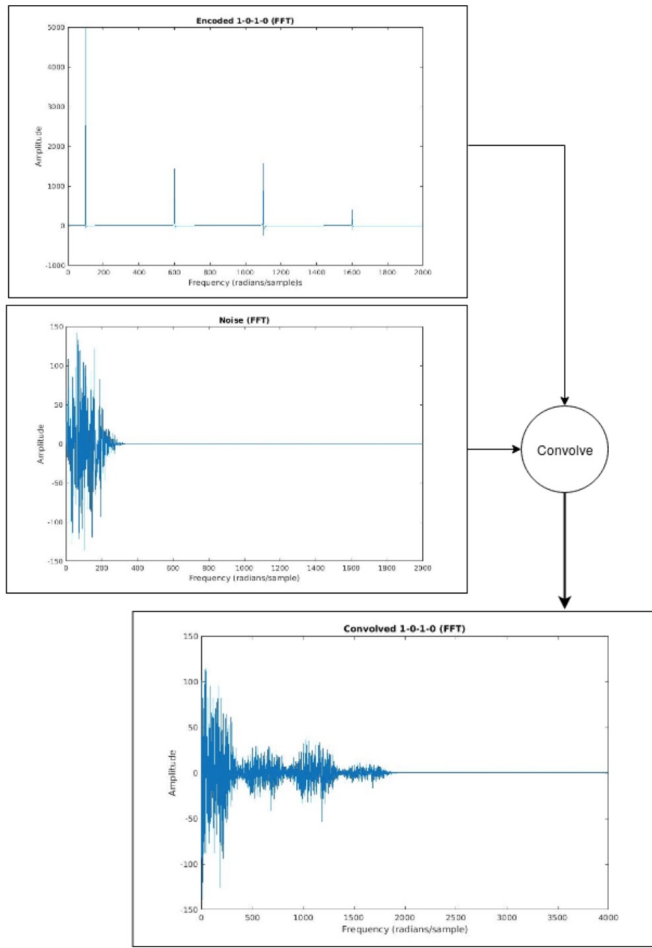 Encoded 1-0-1-0 (FFT)
5000
4000
3000
2000
1000
0
-1000
Amplitude
0 200 400 600 800 1000 1200 1400 1600 1800 2000
Frequency (radians/sample)s
Noise (FFT)
150
100
50
0
-50
-100
-150
Amplitude
0 200 400 600 800 1000 1200 1400 1600 1800 2000
Frequency (radians/sample)
Convolve
Convolved 1-0-1-0 (FFT)
150
100
50
0
-50
-100
-150
Amplitude
0 500 1000 1500 2000 2500 3000 3500 4000
Frequency (radians/sample)